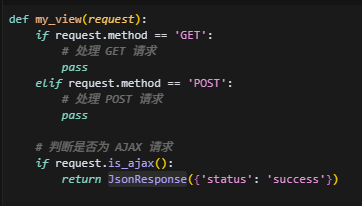 def my_view(request):
    if request.method == 'GET':
        # 处理 GET 请求
        pass
    elif request.method == 'POST':
        # 处理 POST 请求
        pass

    # 判断是否为 AJAX 请求
    if request.is_ajax():
        return JsonResponse({'status': 'success'})